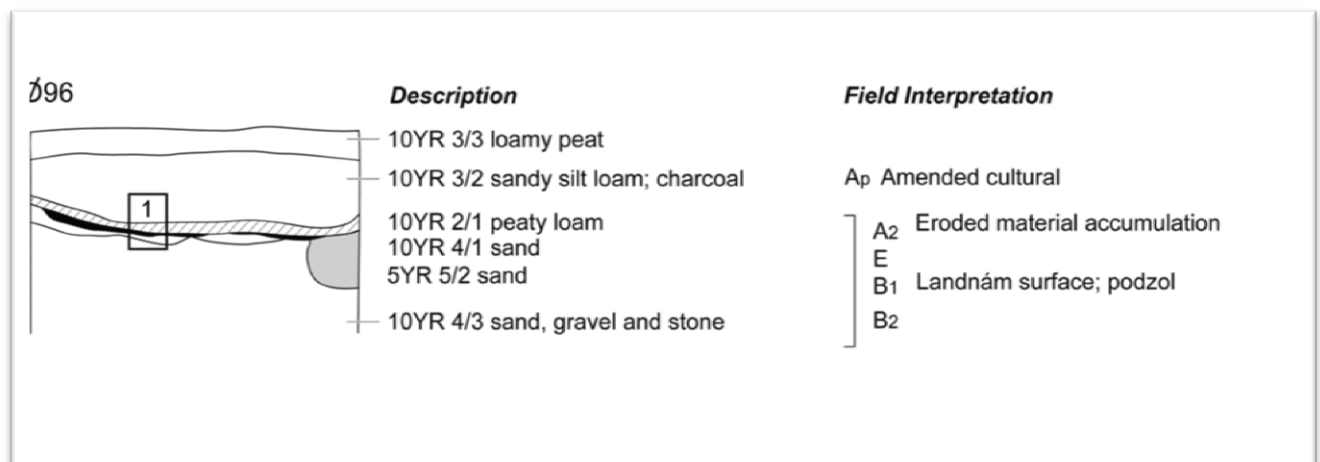 Ø96
Description
Field Interpretation
10YR 3/3 loamy peat
10YR 3/2 sandy silt loam; charcoal
Ap Amended cultural
1
10YR 2/1 peaty loam
A2 Eroded material accumulation
10YR 4/1 sand
E
5YR 5/2 sand
B1 Landnám surface; podzol
10YR 4/3 sand, gravel and stone
B2